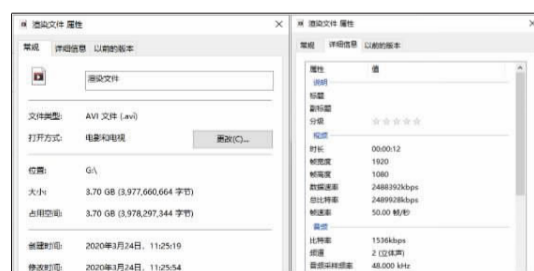 渲染文件 属性
常规 详细信息 以前的版本
渲染文件
文件类型: AVI 文件 (.avi)
打开方式: 电影和电视 更改(C)...
位置: G:\
大小: 3.70 GB (3,977,660,664 字节)
占用空间: 3.70 GB (3,978,297,344 字节)
创建时间: 2020年3月24日，11:25:19
修改时间: 2020年3月24日，11:25:54
渲染文件 属性
常规 详细信息 以前的版本
属性 值
说明
标题
副标题
分级
视频
时长 00:00:12
帧宽度 1920
帧高度 1080
数据速率 2488392kbps
总比特率 2489928kbps
帧速率 50.00 帧/秒
音频
比特率 1536kbps
频道 2 (立体声)
音频采样频率 48.000 kHz